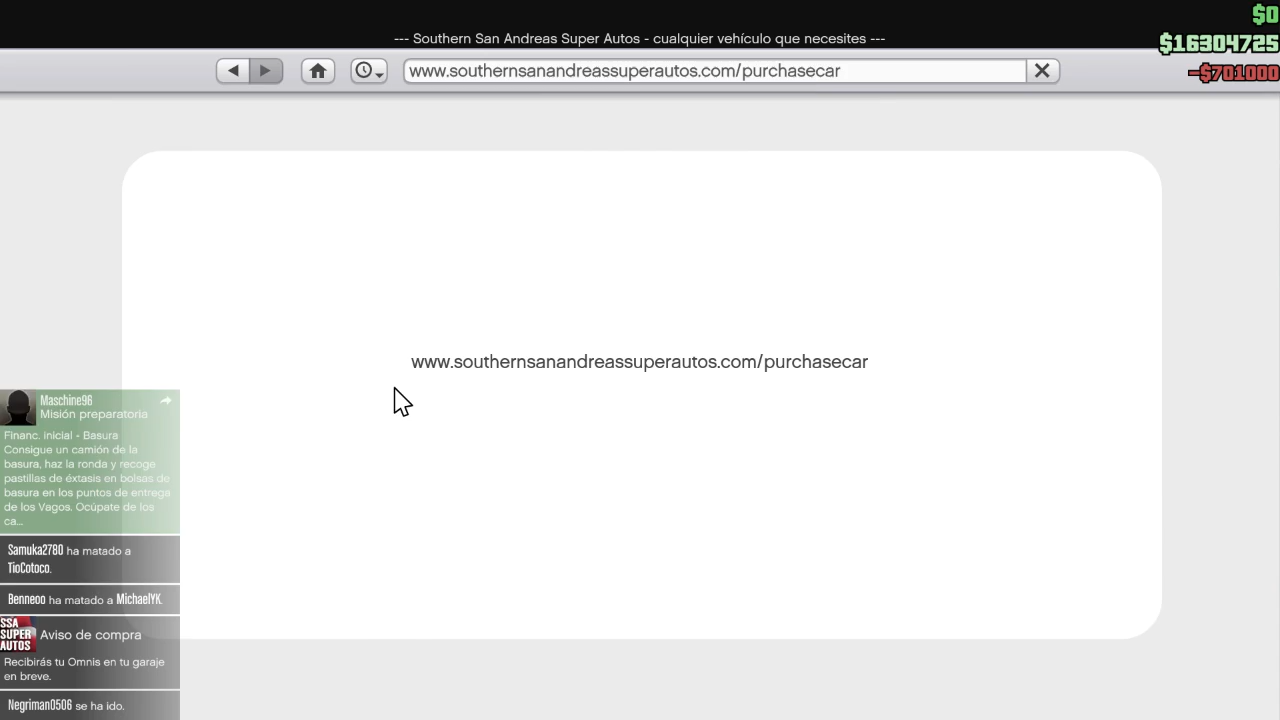 $0
--- Southern San Andreas Super Autos - cualquier vehículo que necesites ---
$16304725
www.southernsanandreassuperautos.com/purchasecar
-$701000
www.southernsanandreassuperautos.com/purchasecar
Maschine96
Misión preparatoria
Financ. inicial - Basura
Consigue un camión de la
basura, haz la ronda y recoge
pastillas de éxtasis en bolsas de
basura en los puntos de entrega
de los Vagos. Ocúpate de los
ca...
Samuka2780 ha matado a
TioCotoco.
Benneoo ha matado a MichaelYK.
SSA
SUPER
AUTOS
Aviso de compra
Recibirás tu Omnis en tu garaje
en breve.
Negriman0506 se ha ido.